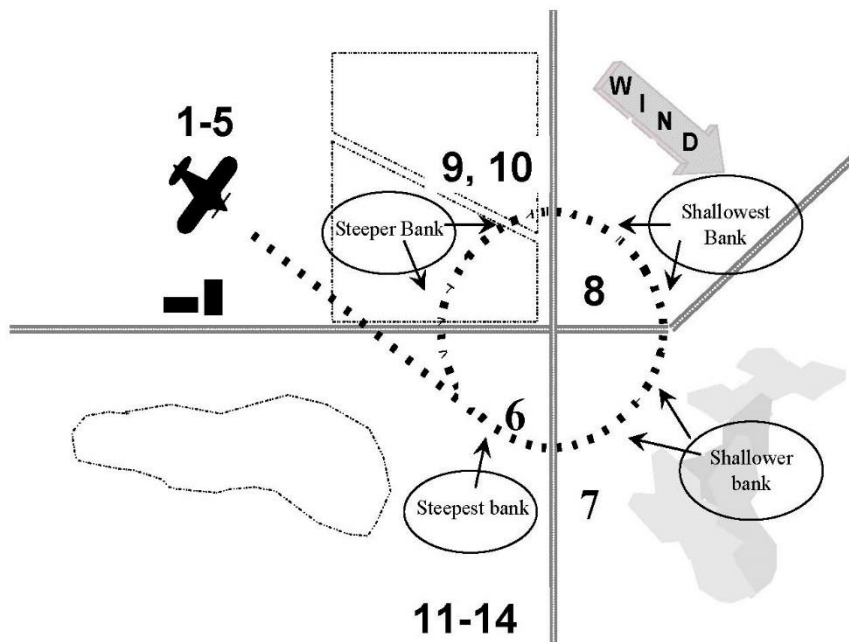 W I N D
1-5
9, 10
Steeper Bank
Shallowest
Bank
8
6
Shallower
bank
Steepest bank
7
11-14